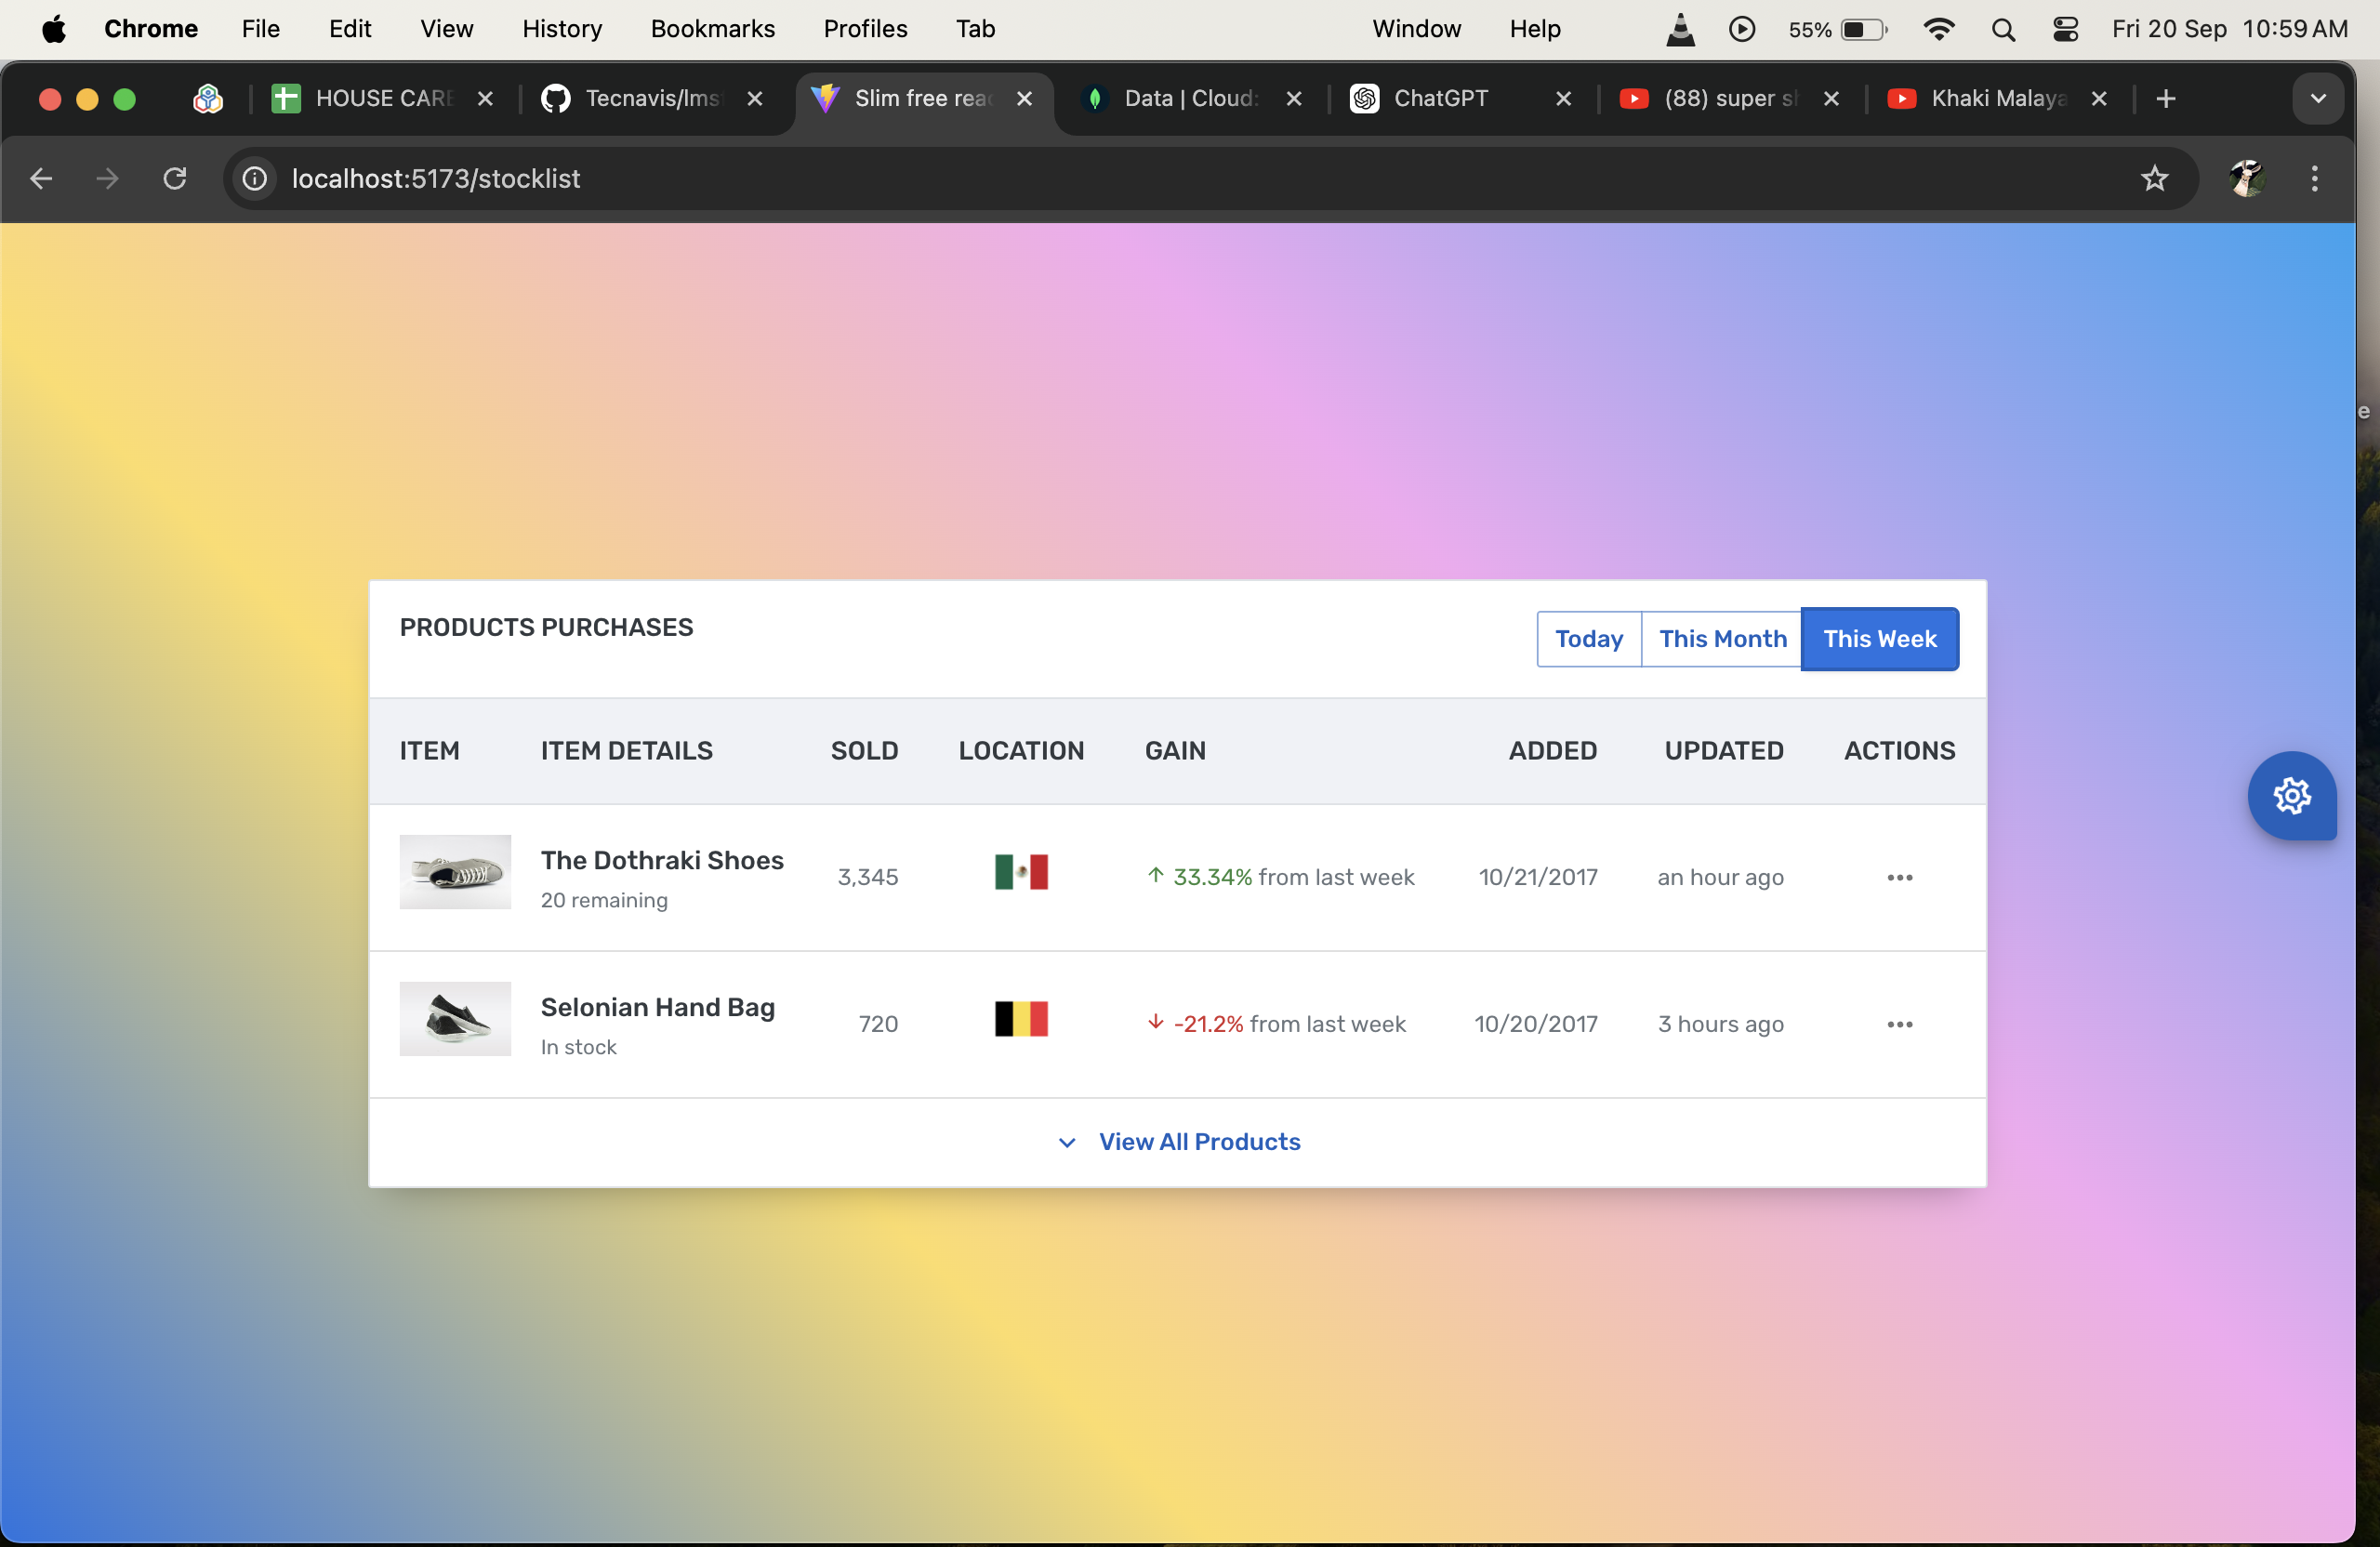 Chrome File Edit View History Bookmarks Profiles Tab Window Help 55% Fri 20 Sep 10:59 AM
HOUSE CARE Tecnavis/lms Slim free reac Data | Cloud: ChatGPT (88) super sh Khaki Malaya
localhost:5173/stocklist
e
PRODUCTS PURCHASES
Today This Month This Week
ITEM ITEM DETAILS SOLD LOCATION GAIN ADDED UPDATED ACTIONS
The Dothraki Shoes
20 remaining
3,345 33.34% from last week 10/21/2017 an hour ago
Selonian Hand Bag
In stock
720 -21.2% from last week 10/20/2017 3 hours ago
View All Products